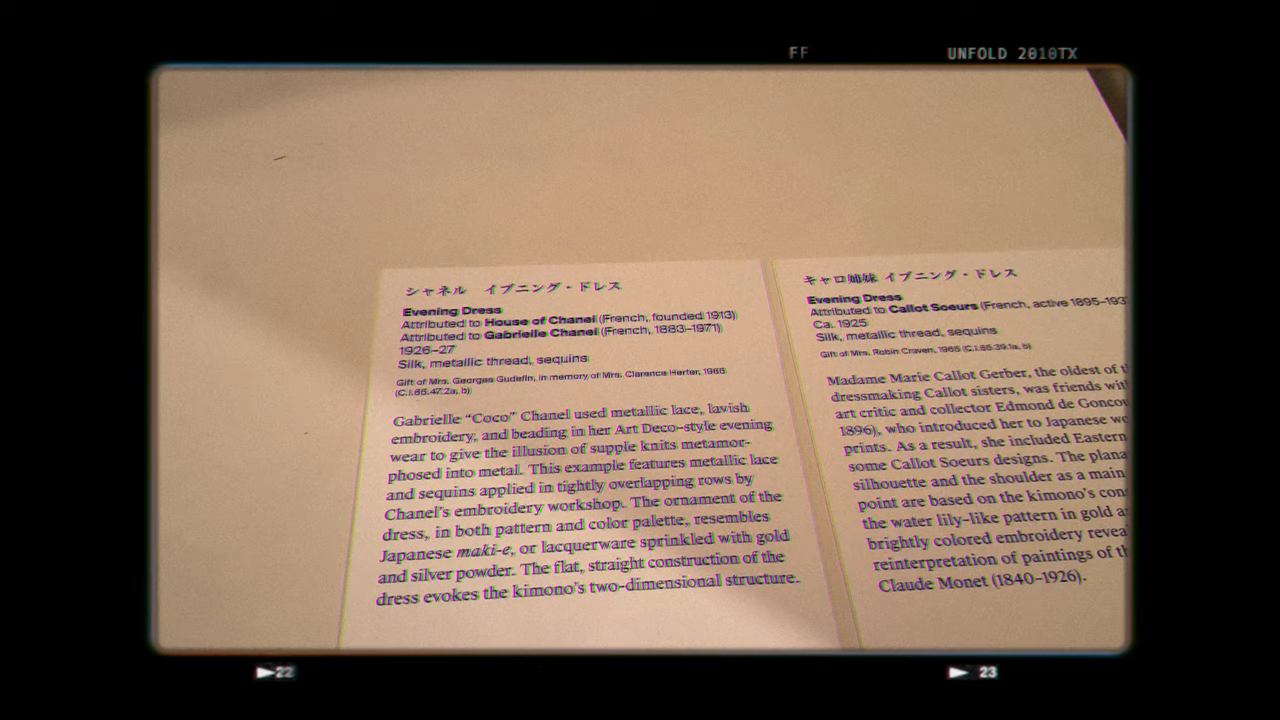 FF
UNFOLD 2010TX
シャネル イブニング・ドレス
Evening Dress
Attributed to House of Chanel (French, founded 1913)
Attributed to Gabrielle Chanel (French, 1883–1971)
1926–27
Silk, metallic thread, sequins
Gift of Mrs. Georges Gudefin, in memory of Mrs. Clarence Herter, 1965
(C.I.65.47.2a, b)
Gabrielle “Coco” Chanel used metallic lace, lavish
embroidery, and beading in her Art Deco–style evening
wear to give the illusion of supple knits metamor-
phosed into metal. This example features metallic lace
and sequins applied in tightly overlapping rows by
Chanel’s embroidery workshop. The ornament of the
dress, in both pattern and color palette, resembles
Japanese maki-e, or lacquerware sprinkled with gold
and silver powder. The flat, straight construction of the
dress evokes the kimono’s two-dimensional structure.
キャロ姉妹 イブニング・ドレス
Evening Dress
Attributed to Callot Soeurs (French, active 1895–193
Ca. 1925
Silk, metallic thread, sequins
Gift of Mrs. Robin Craven, 1965 (C.I.65.39.1a, b)
Madame Marie Callot Gerber, the oldest of
dressmaking Callot sisters, was friends
art critic and collector Edmond de
1896), who introduced her to Japanese
prints. As a result, she included Eastern
some Callot Soeurs designs. The
silhouette and the shoulder as a main
point are based on the kimono’s
the water lily–like pattern in gold
brightly colored embroidery
reinterpretation of paintings of
Claude Monet (1840–1926).
22
23